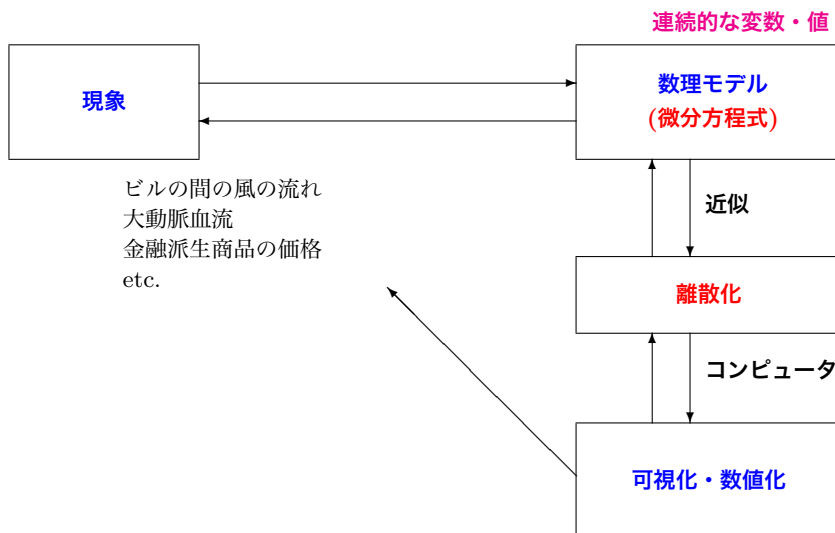 連続的な変数・値
現象
数理モデル
(微分方程式)
ビルの間の風の流れ
大動脈血流
金融派生商品の価格
etc.
近似
離散化
コンピュータ
可視化・数値化